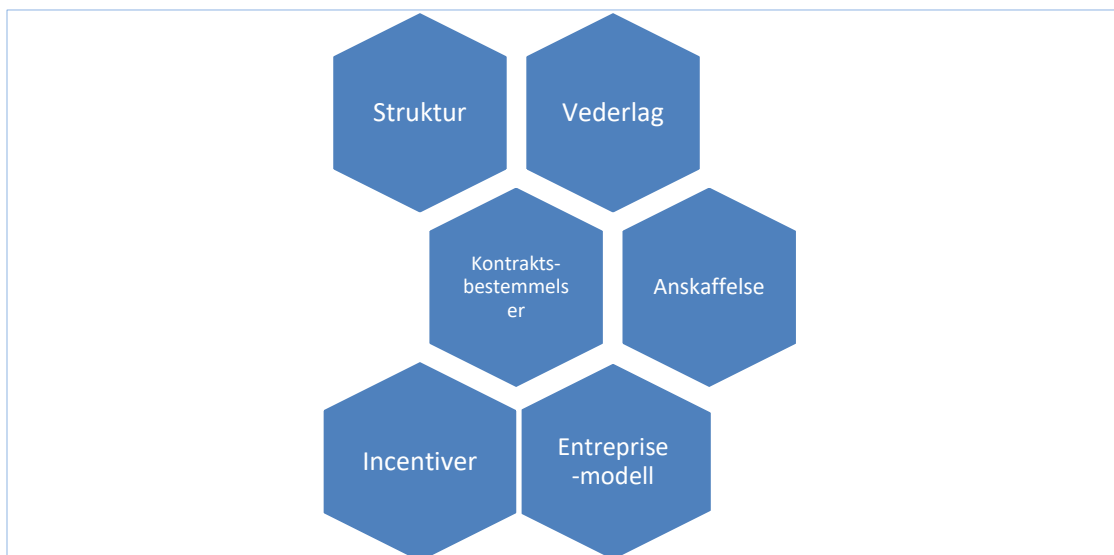 Struktur
Vederlag
Kontrakts-
bestemmels
er
Anskaffelse
Incentiver
Entreprise
-modell